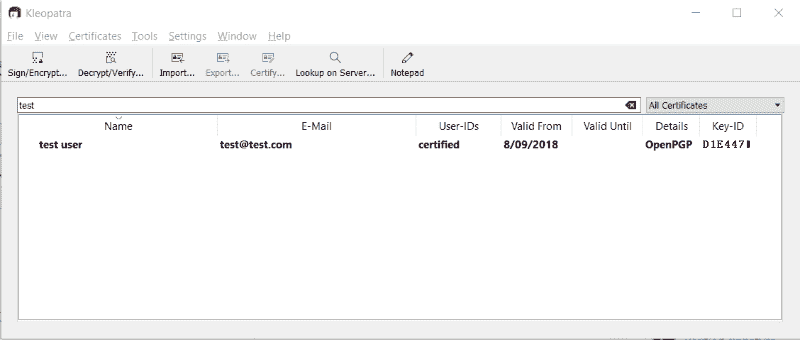 Kleopatra
File View Certificates Tools Settings Window Help
Sign/Encrypt... Decrypt/Verify... Import... Export... Certify... Lookup on Server... Notepad
test All Certificates
Name E-Mail User-IDs Valid From Valid Until Details Key-ID
test user test@test.com certified 8/09/2018 OpenPGP